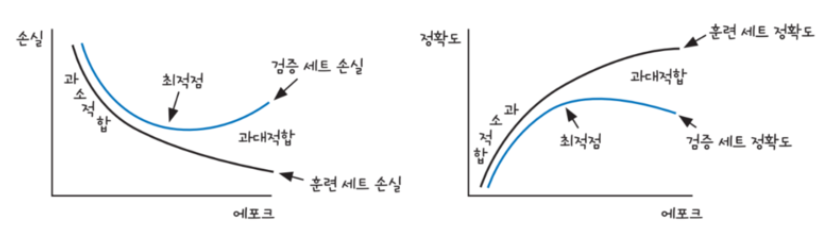 손실
과소적합
최적점
검증 세트 손실
과대적합
훈련 세트 손실
에포크
정확도
훈련 세트 정확도
과대적합
과소적합
최적점
검증 세트 정확도
에포크